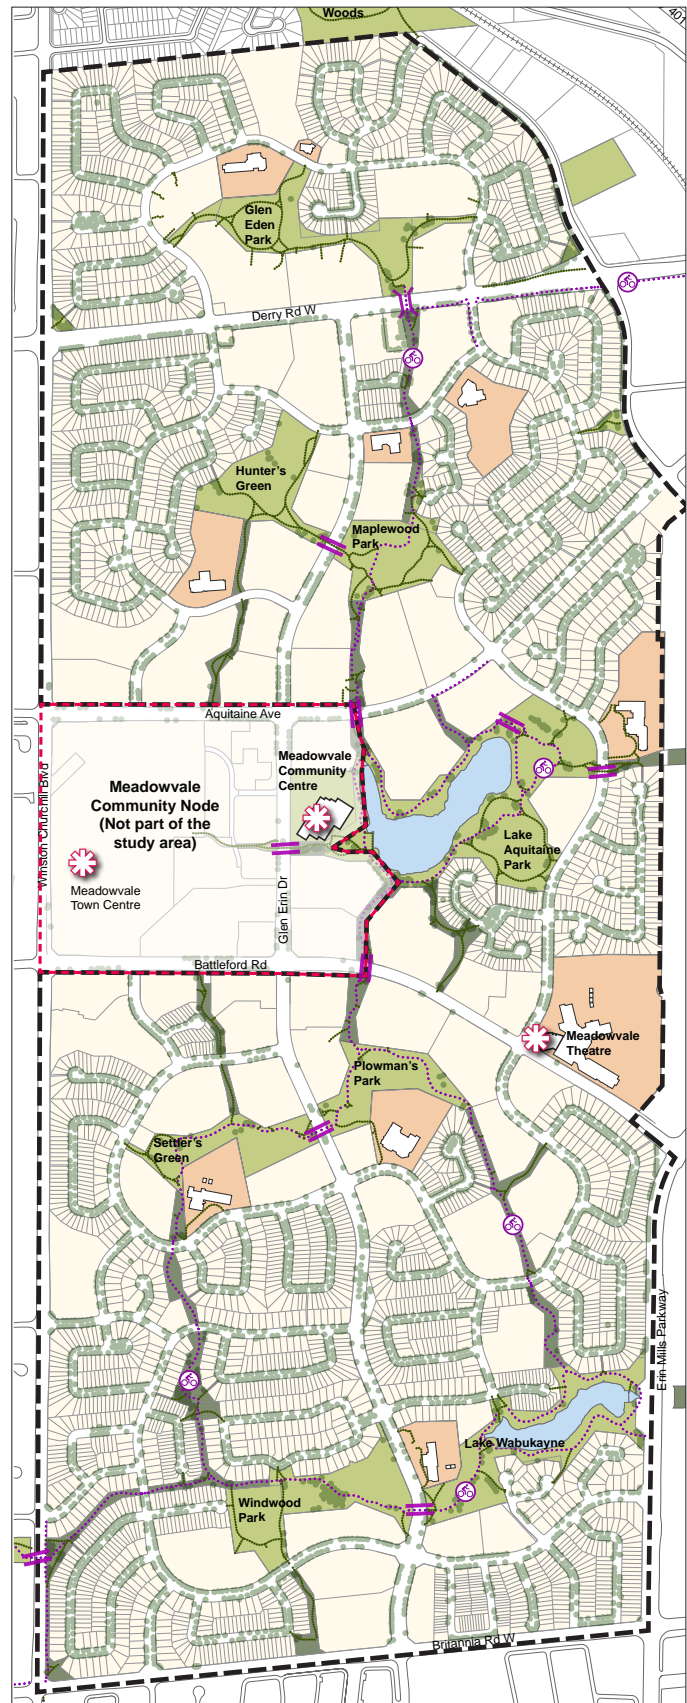 Woods
401
Glen
Eden
Park
Derry Rd W
Hunter's
Green
Maplewood
Park
Aquitaine Ave
Meadowvale
Community
Centre
Meadowvale
Community Node
(Not part of the
study area)
Winston Churchill Blvd
Lake
Aquitaine
Park
Meadowvale
Town Centre
Glen Erin Dr
Battleford Rd
Meadowvale
Theatre
Plowman's
Park
Settler's
Green
Erin Mills Parkway
Lake Wabukayne
Windwood
Park
Britannia Rd W